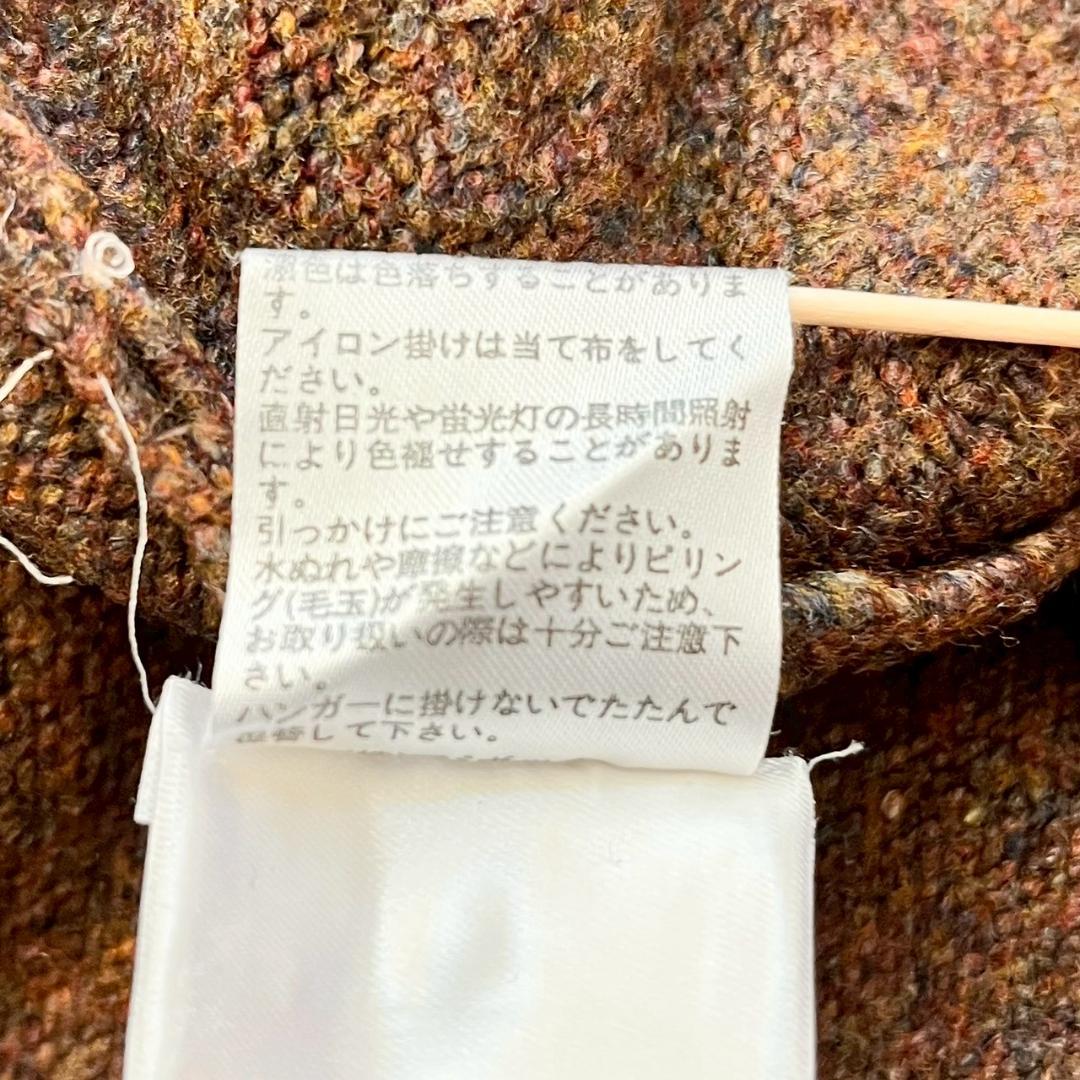 濃色は色落ちすることがありま
す。
アイロン掛けは当て布をしてく
ださい。
直射日光や蛍光灯の長時間照射
により色褪せすることがありま
す。
引っかけにご注意ください。
水ぬれや摩擦などによりピリン
グ(毛玉)が発生しやすいため、
お取り扱いの際は十分ご注意下
さい。
ハンガーに掛けないでたたんで
保管して下さい。